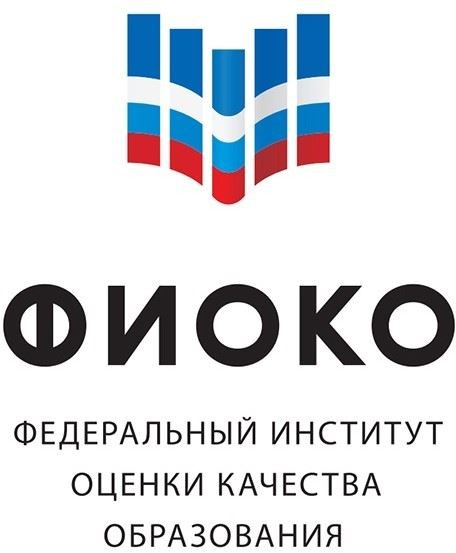 ФИОКО
ФЕДЕРАЛЬНЫЙ ИНСТИТУТ
ОЦЕНКИ КАЧЕСТВА
ОБРАЗОВАНИЯ